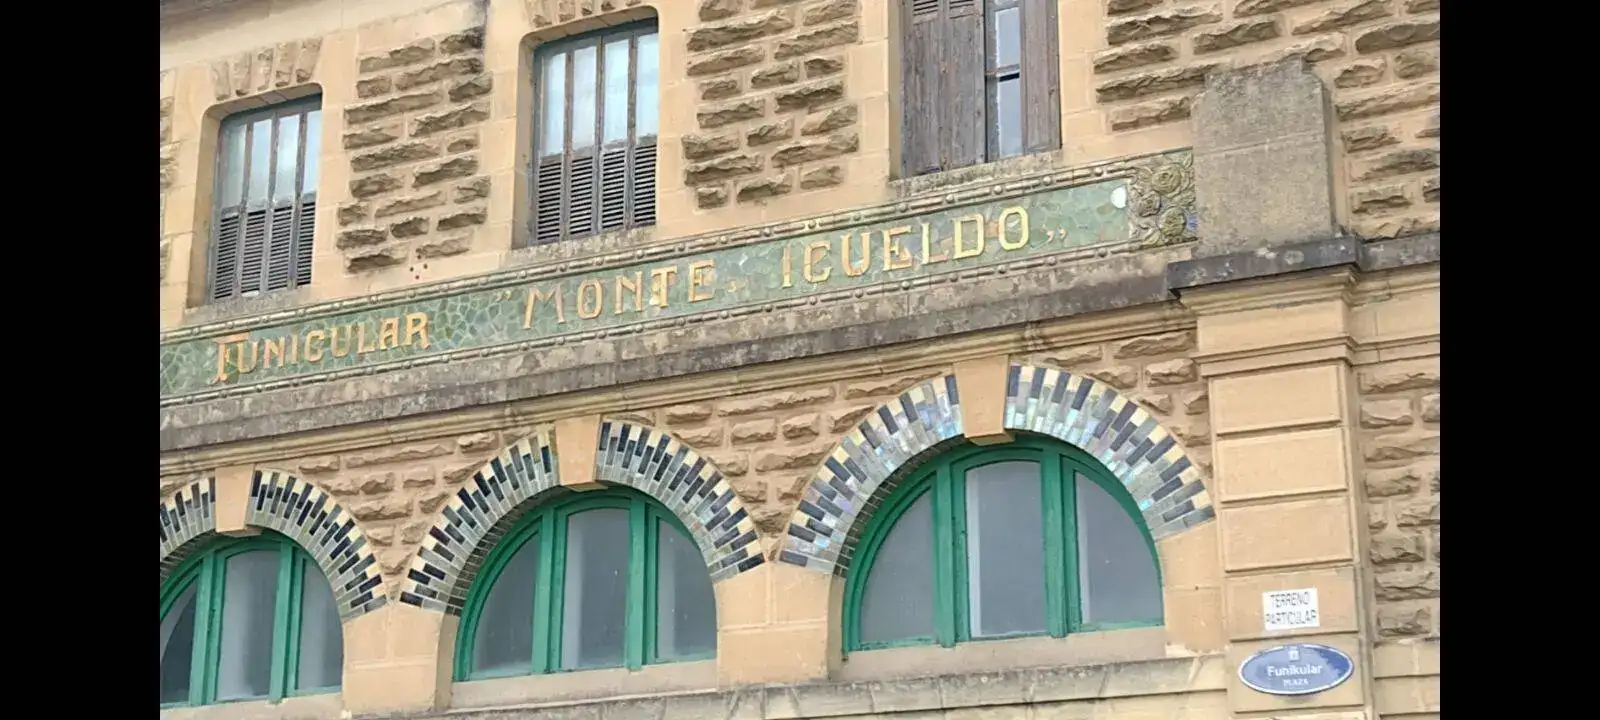 FUNICULAR "MONTE IGUELDO"
TERRENO
PARTICULAR
Funikular
PLAZA